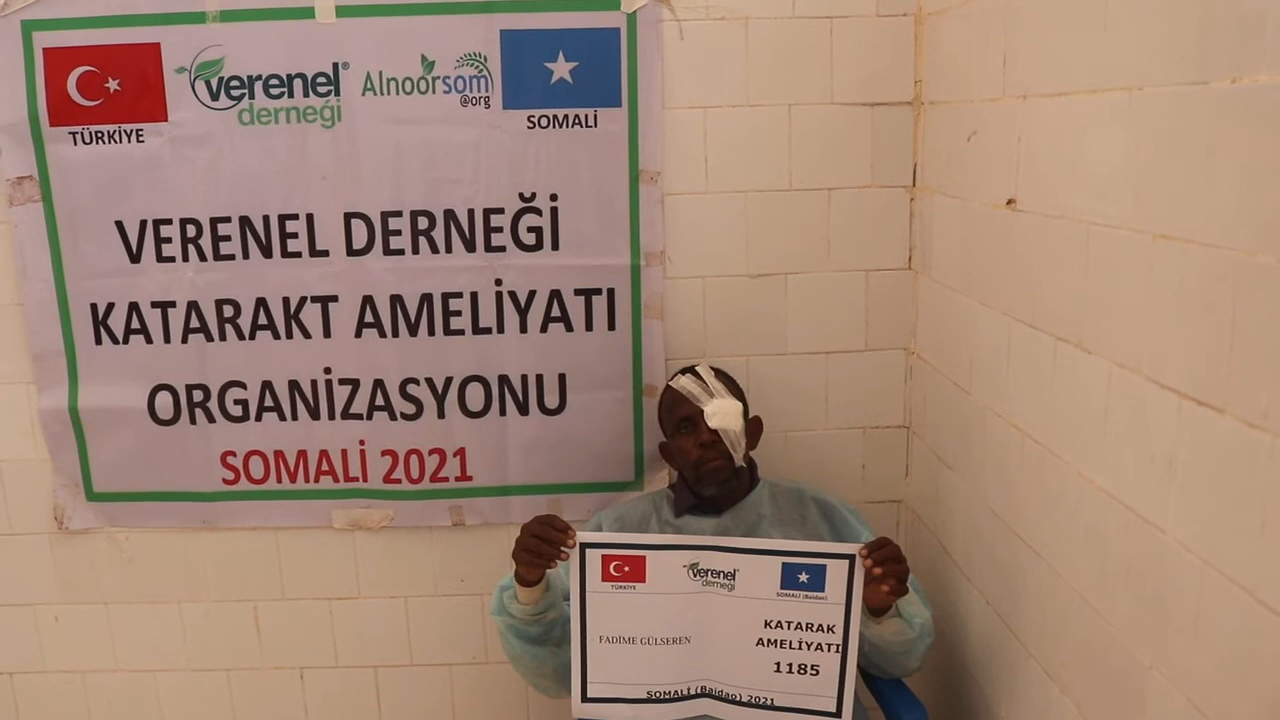 TÜRKİYE
verenel®
derneği
Alnoorsom
@org
SOMALİ
VERENEL DERNEĞİ
KATARAKT AMELİYATI
ORGANİZASYONU
SOMALİ 2021
TÜRKİYE
verenel
derneği
SOMALİ (Baidao)
FADİME GÜLSEREN
KATARAK
AMELİYATI
1185
SOMALİ (Baidao) 2021